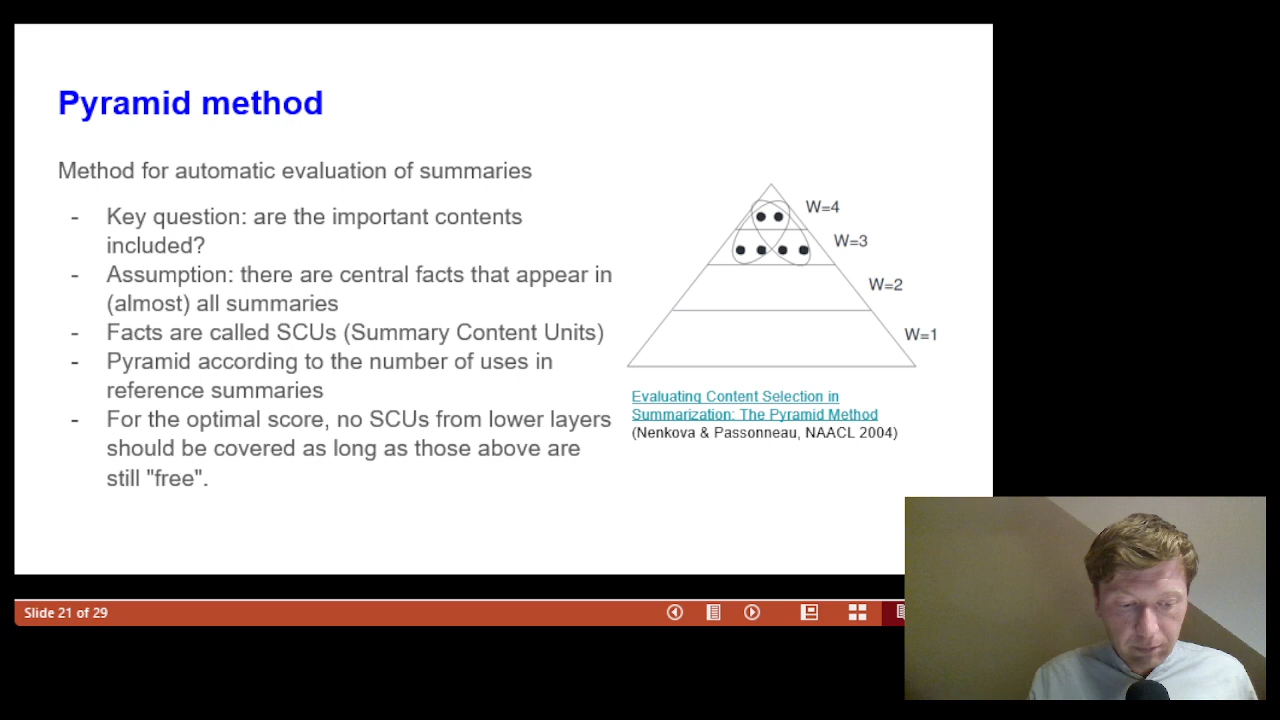 Pyramid method
Method for automatic evaluation of summaries
- Key question: are the important contents
included?
- Assumption: there are central facts that appear in
(almost) all summaries
- Facts are called SCUs (Summary Content Units)
- Pyramid according to the number of uses in
reference summaries
- For the optimal score, no SCUs from lower layers
should be covered as long as those above are
still "free".
W=4
W=3
W=2
W=1
Evaluating Content Selection in
Summarization: The Pyramid Method
(Nenkova & Passonneau, NAACL 2004)
Slide 21 of 29